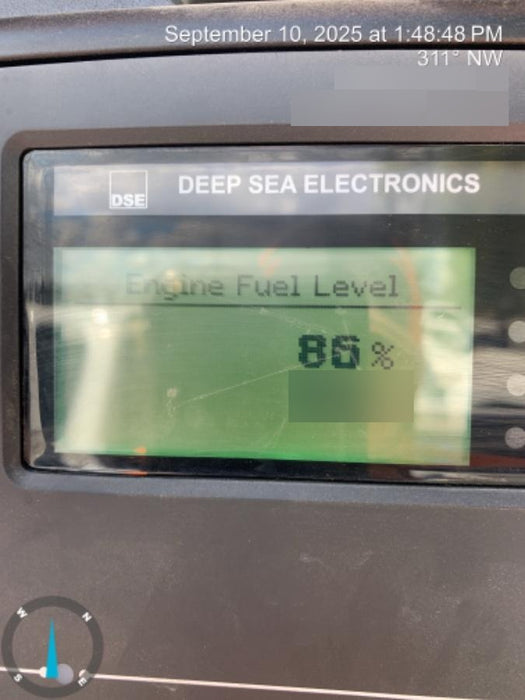 September 10, 2025 at 1:48:48 PM
311° NW
DSE
DEEP SEA ELECTRONICS
Engine Fuel Level
86 %
W
N
S
E